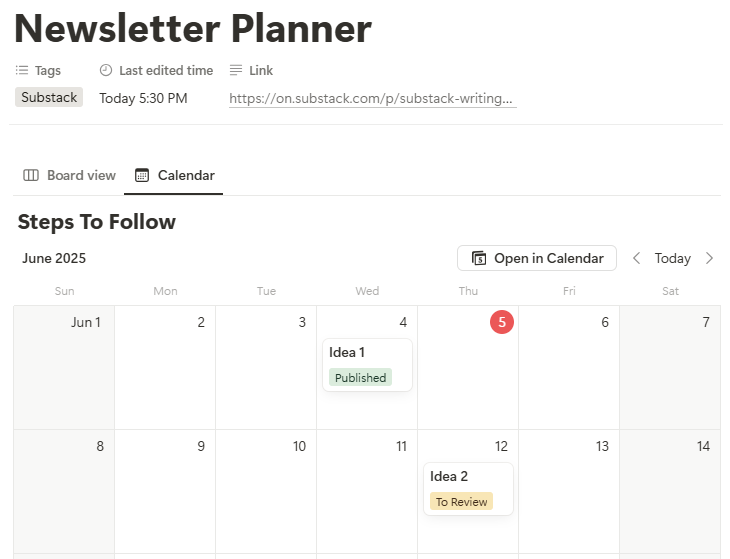 Newsletter Planner
Tags Last edited time Link
Substack Today 5:30 PM https://on.substack.com/p/substack-writing...
Board view Calendar
Steps To Follow
June 2025 Open in Calendar Today
Sun Mon Tue Wed Thu Fri Sat
Jun 1 2 3 4 5 6 7
Idea 1
Published
8 9 10 11 12 13 14
Idea 2
To Review